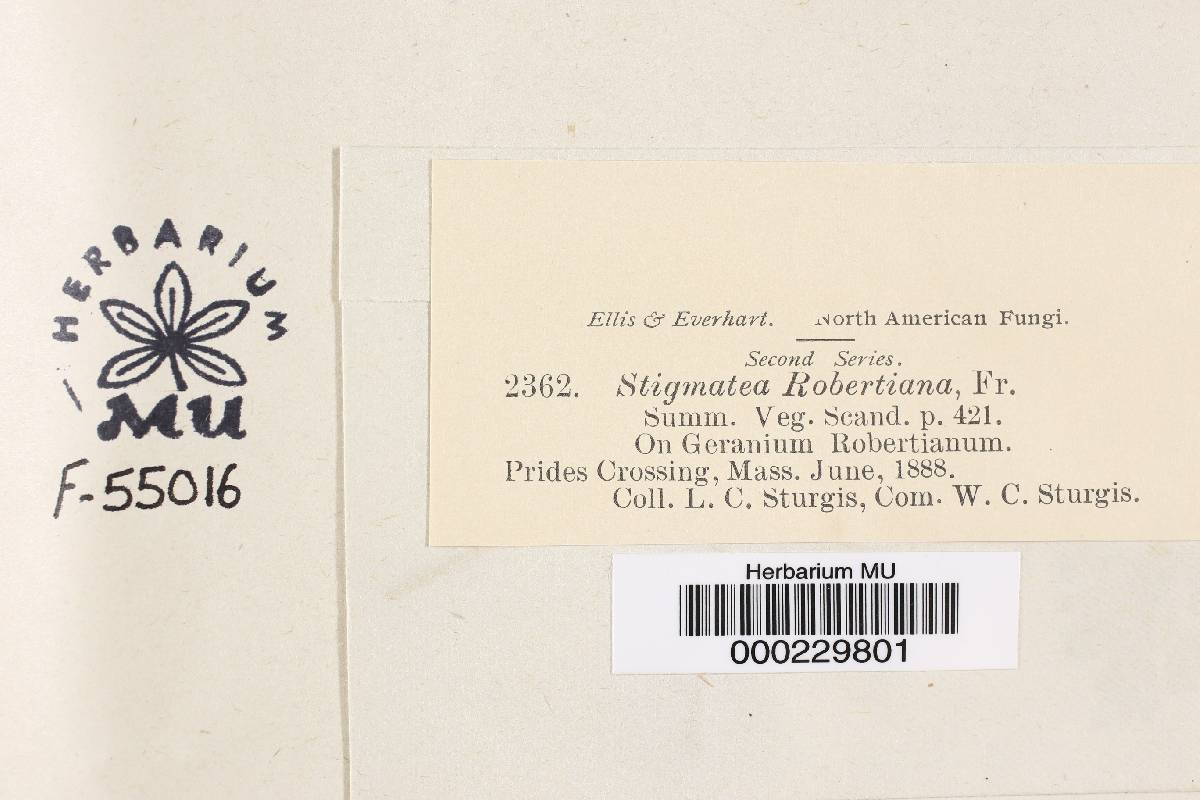 HERBARIUM
MU
F-55016
Ellis & Everhart. North American Fungi.
Second Series.
2362. Stigmatea Robertiana, Fr.
Summ. Veg. Scand. p. 421.
On Geranium Robertianum.
Prides Crossing, Mass. June, 1888.
Coll. L. C. Sturgis, Com. W. C. Sturgis.
Herbarium MU
000229801